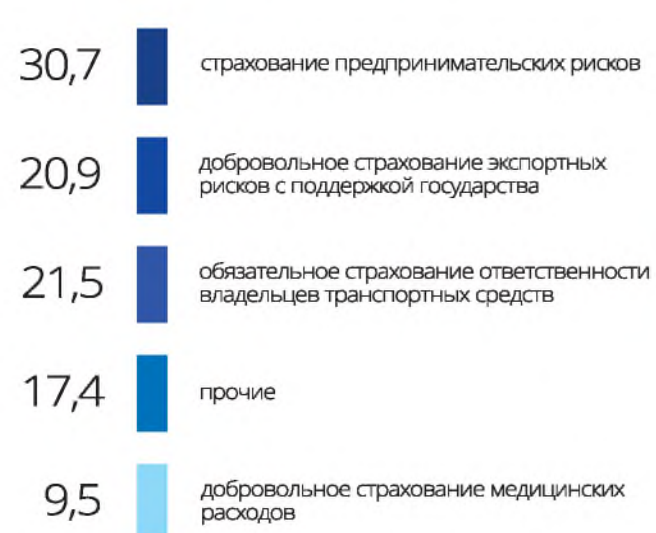 30,7
страхование предпринимательских рисков
20,9
добровольное страхование экспортных
рисков с поддержкой государства
21,5
обязательное страхование ответственности
владельцев транспортных средств
17,4
прочие
9,5
добровольное страхование медицинских
расходов